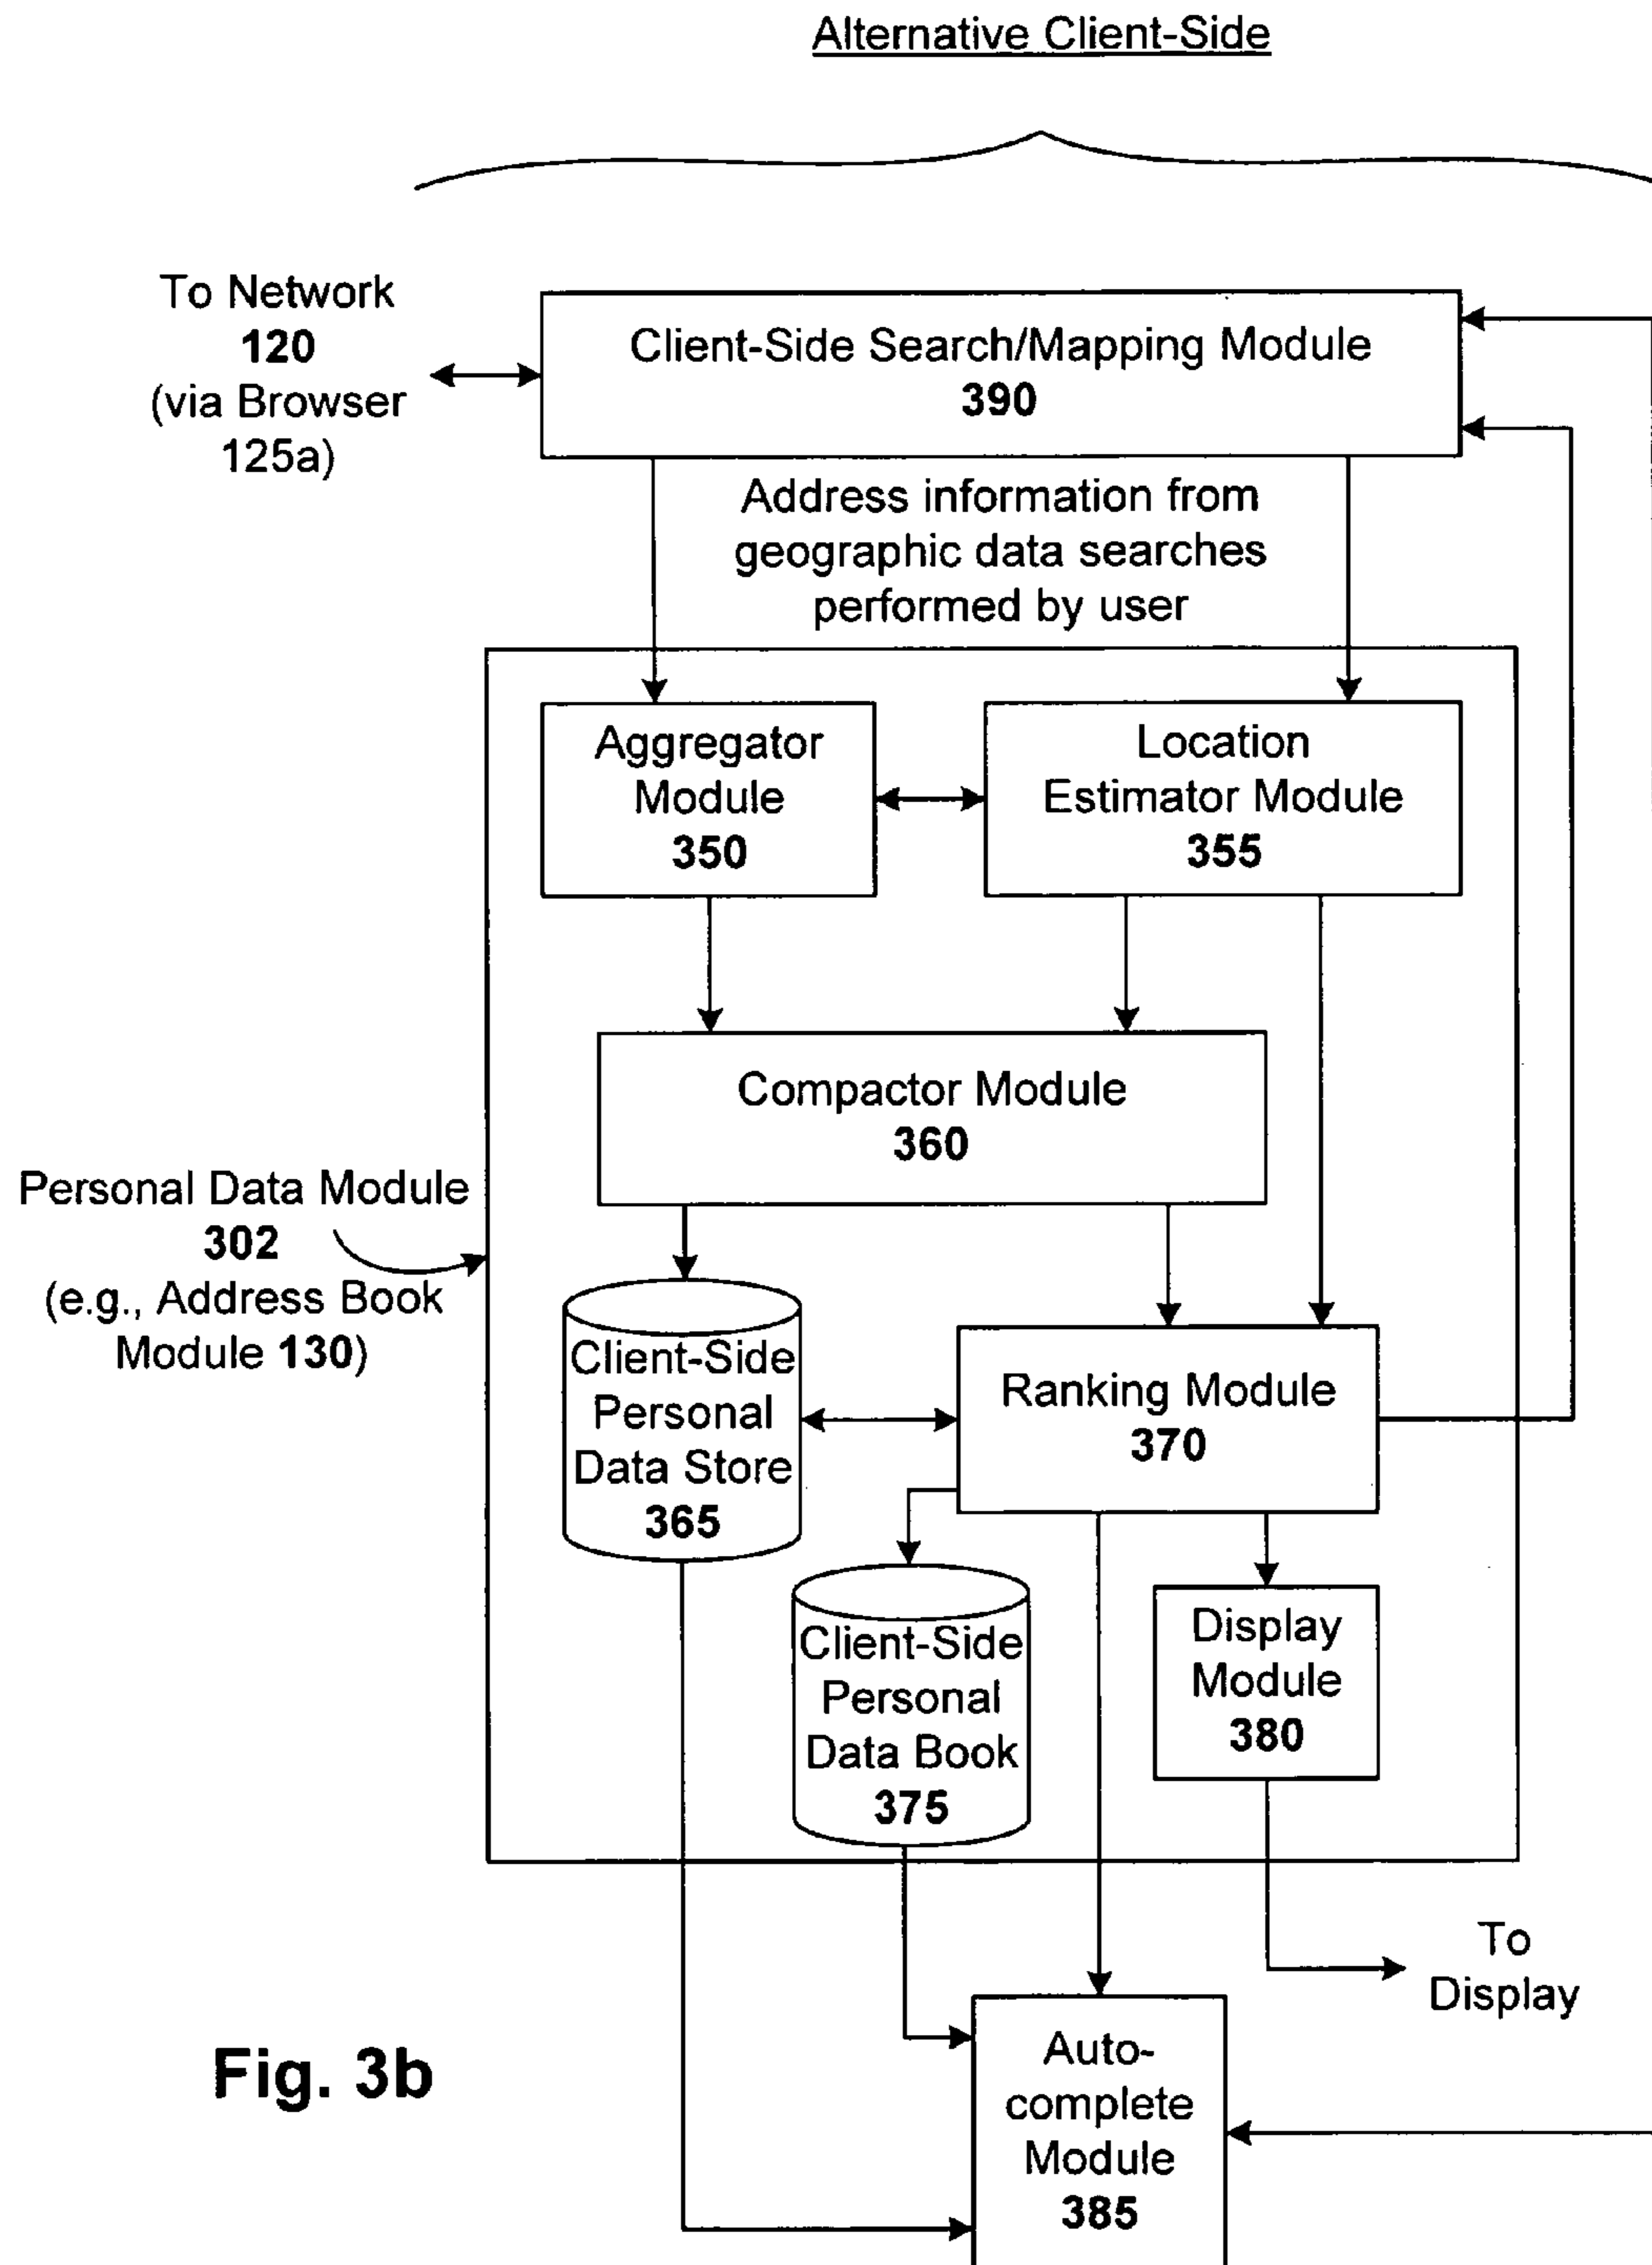 Alternative Client-Side
To Network
120
(via Browser
125a)
Client-Side Search/Mapping Module
390
Address information from
geographic data searches
performed by user
Aggregator
Module
350
Location
Estimator Module
355
Compactor Module
360
Personal Data Module
302
(e.g., Address Book
Module 130)
Client-Side
Personal
Data Store
365
Ranking Module
370
Client-Side
Personal
Data Book
375
Display
Module
380
To
Display
Auto-
complete
Module
385
Fig. 3b